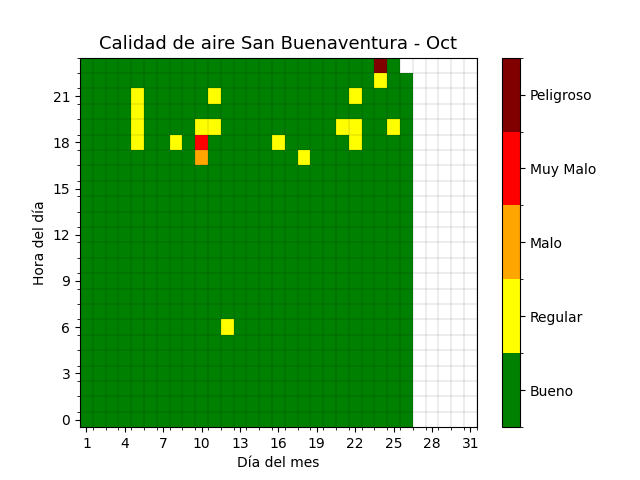 Calidad de aire San Buenaventura - Oct
Hora del día
21
18
15
12
9
6
3
0
1 4 7 10 13 16 19 22 25 28 31
Día del mes
Peligroso
Muy Malo
Malo
Regular
Bueno